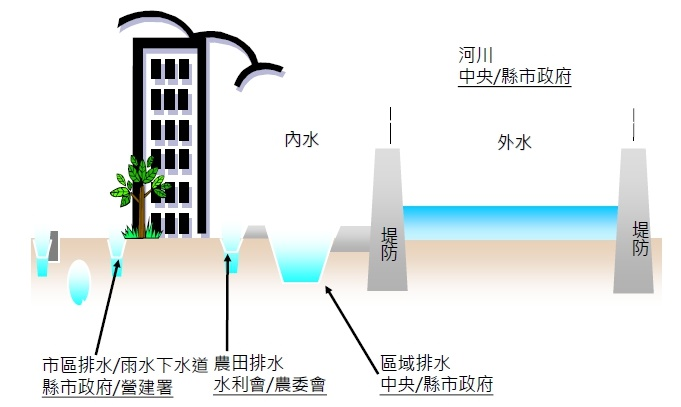 河川
中央/縣市政府
內水
外水
堤防
堤防
市區排水/雨水下水道
縣市政府/營建署
農田排水
水利會/農委會
區域排水
中央/縣市政府